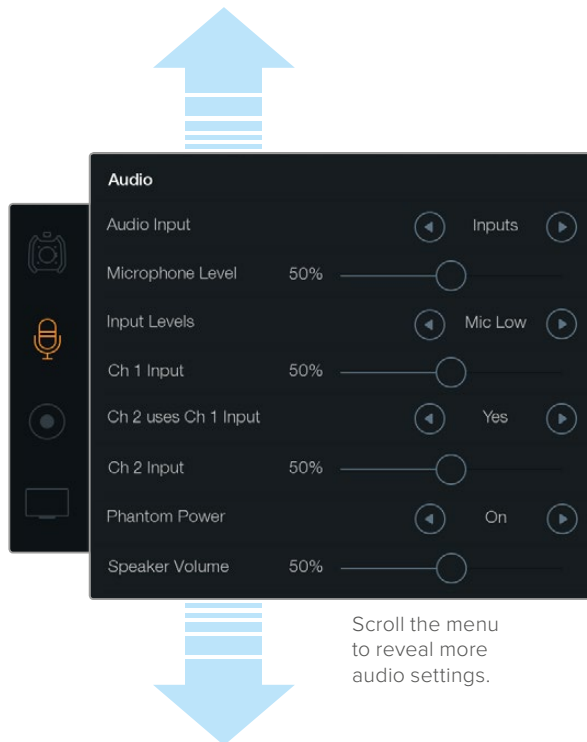 Audio
Audio Input Inputs
Microphone Level 50%
Input Levels Mic Low
Ch 1 Input 50%
Ch 2 uses Ch 1 Input Yes
Ch 2 Input 50%
Phantom Power On
Speaker Volume 50%
Scroll the menu
to reveal more
audio settings.